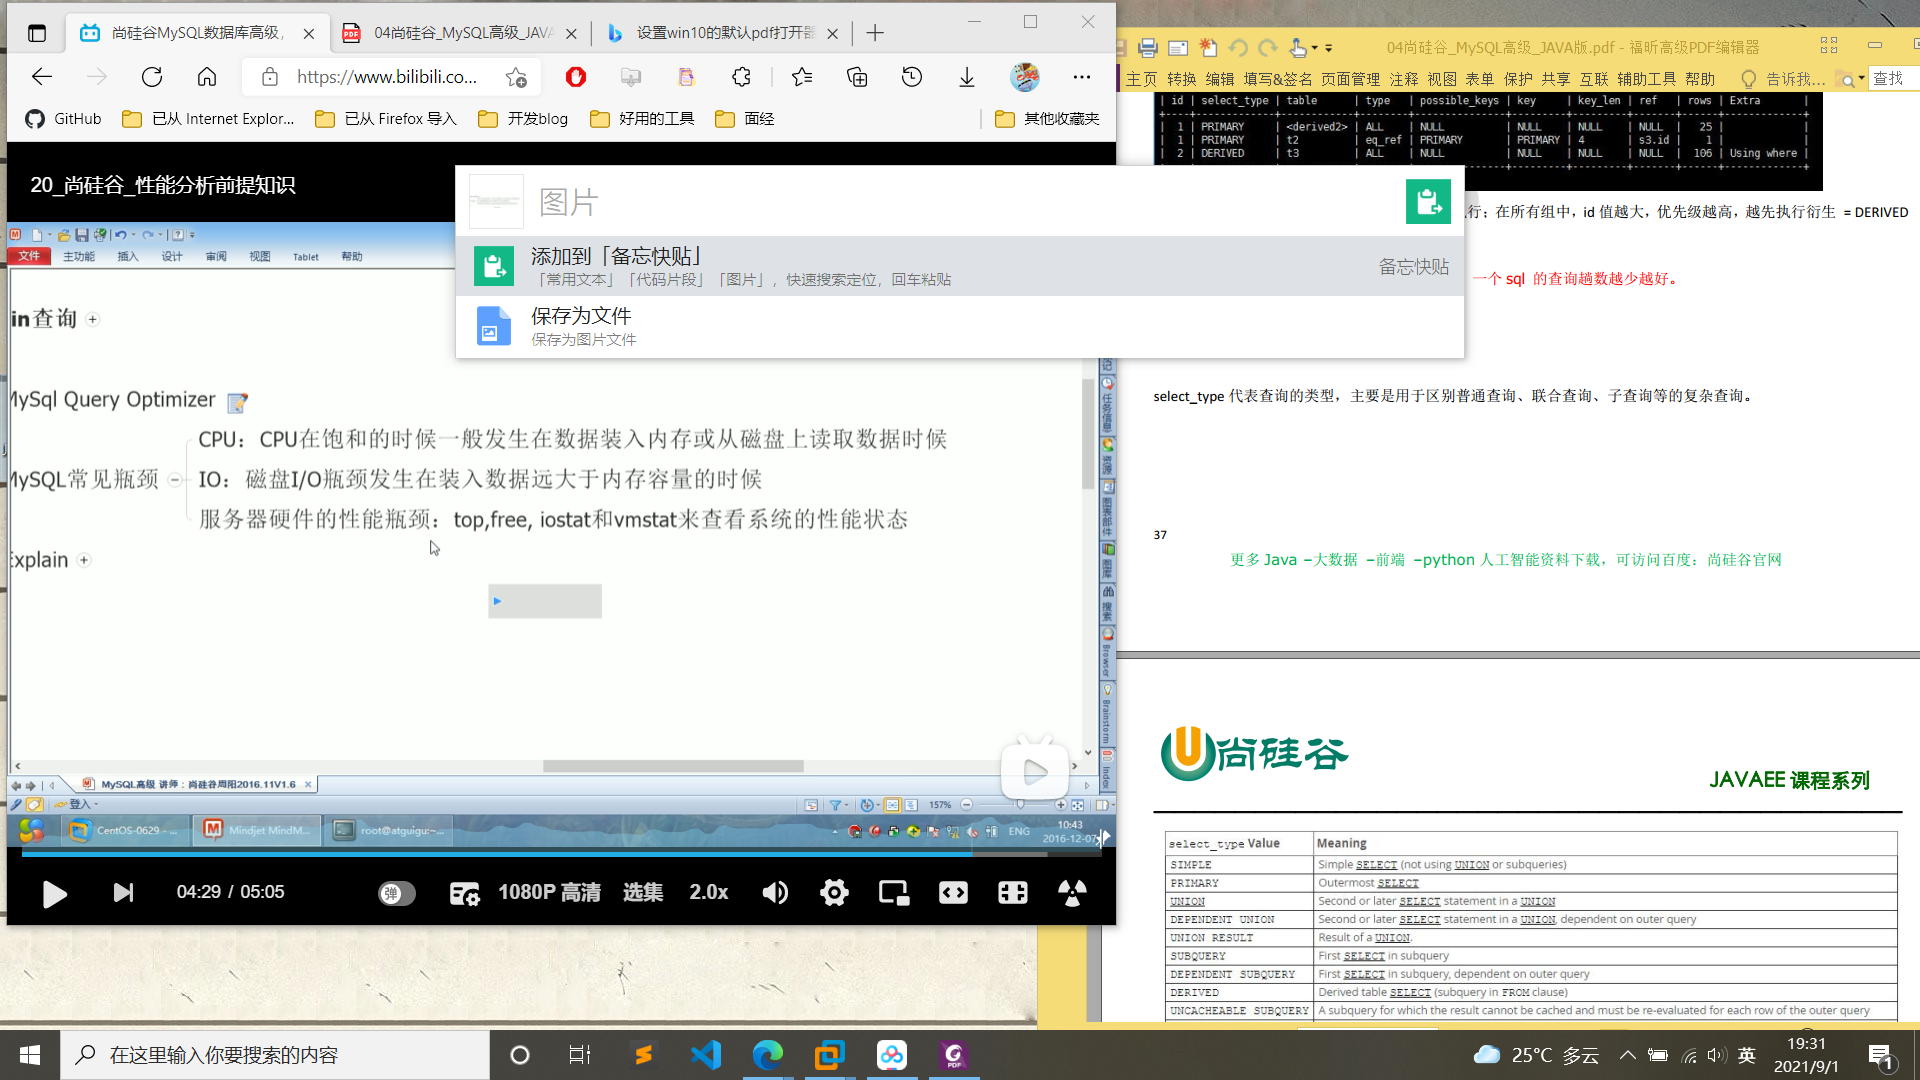 尚硅谷MySQL数据库高级,
04尚硅谷_MySQL高级_JAVA
设置win10的默认pdf打开器
https://www.bilibili.co...
GitHub
已从 Internet Explor...
已从 Firefox 导入
开发blog
好用的工具
面经
其他收藏夹
20_尚硅谷_性能分析前提知识
文件 主功能 插入 设计 审阅 视图 Tablet 帮助
in查询
MySql Query Optimizer
MySQL常见瓶颈
CPU：CPU在饱和的时候一般发生在数据装入内存或从磁盘上读取数据时候
IO：磁盘I/O瓶颈发生在装入数据远大于内存容量的时候
服务器硬件的性能瓶颈：top,free, iostat和vmstat来查看系统的性能状态
Explain
任务信息
资源
图表部件
图库
搜索
Browser
Brainstorm
Index
MySQL高级 讲师：尚硅谷周阳2016.11V1.6
登入
157%
CentOS-0629 - ...
Mindjet MindM...
root@atguigu:~...
ENG
10:43
2016-12-07
04:29 / 05:05
弹
1080P 高清
选集
2.0x
图片
添加到「备忘快贴」
「常用文本」「代码片段」「图片」，快速搜索定位，回车粘贴
备忘快贴
保存为文件
保存为图片文件
04尚硅谷_MySQL高级_JAVA版.pdf - 福昕高级PDF编辑器
主页 转换 编辑 填写&签名 页面管理 注释 视图 表单 保护 共享 互联 辅助工具 帮助
告诉我...
查找
| id | select_type | table | type | possible_keys | key | key_len | ref | rows | Extra |
| 1 | PRIMARY | <derived2> | ALL | NULL | NULL | NULL | NULL | 25 | |
| 1 | PRIMARY | t2 | eq_ref | PRIMARY | PRIMARY | 4 | s3.id | 1 | |
| 2 | DERIVED | t3 | ALL | NULL | NULL | NULL | NULL | 106 | Using where |
行；在所有组中，id 值越大，优先级越高，越先执行衍生 = DERIVED
一个 sql 的查询趟数越少越好。
select_type 代表查询的类型，主要是用于区别普通查询、联合查询、子查询等的复杂查询。
37
更多 Java –大数据 –前端 –python 人工智能资料下载，可访问百度：尚硅谷官网
尚硅谷
JAVAEE 课程系列
select_type Value Meaning
SIMPLE Simple SELECT (not using UNION or subqueries)
PRIMARY Outermost SELECT
UNION Second or later SELECT statement in a UNION
DEPENDENT UNION Second or later SELECT statement in a UNION, dependent on outer query
UNION RESULT Result of a UNION.
SUBQUERY First SELECT in subquery
DEPENDENT SUBQUERY First SELECT in subquery, dependent on outer query
DERIVED Derived table SELECT (subquery in FROM clause)
UNCACHEABLE SUBQUERY A subquery for which the result cannot be cached and must be re-evaluated for each row of the outer query
在这里输入你要搜索的内容
25°C 多云
英
19:31
2021/9/1
1